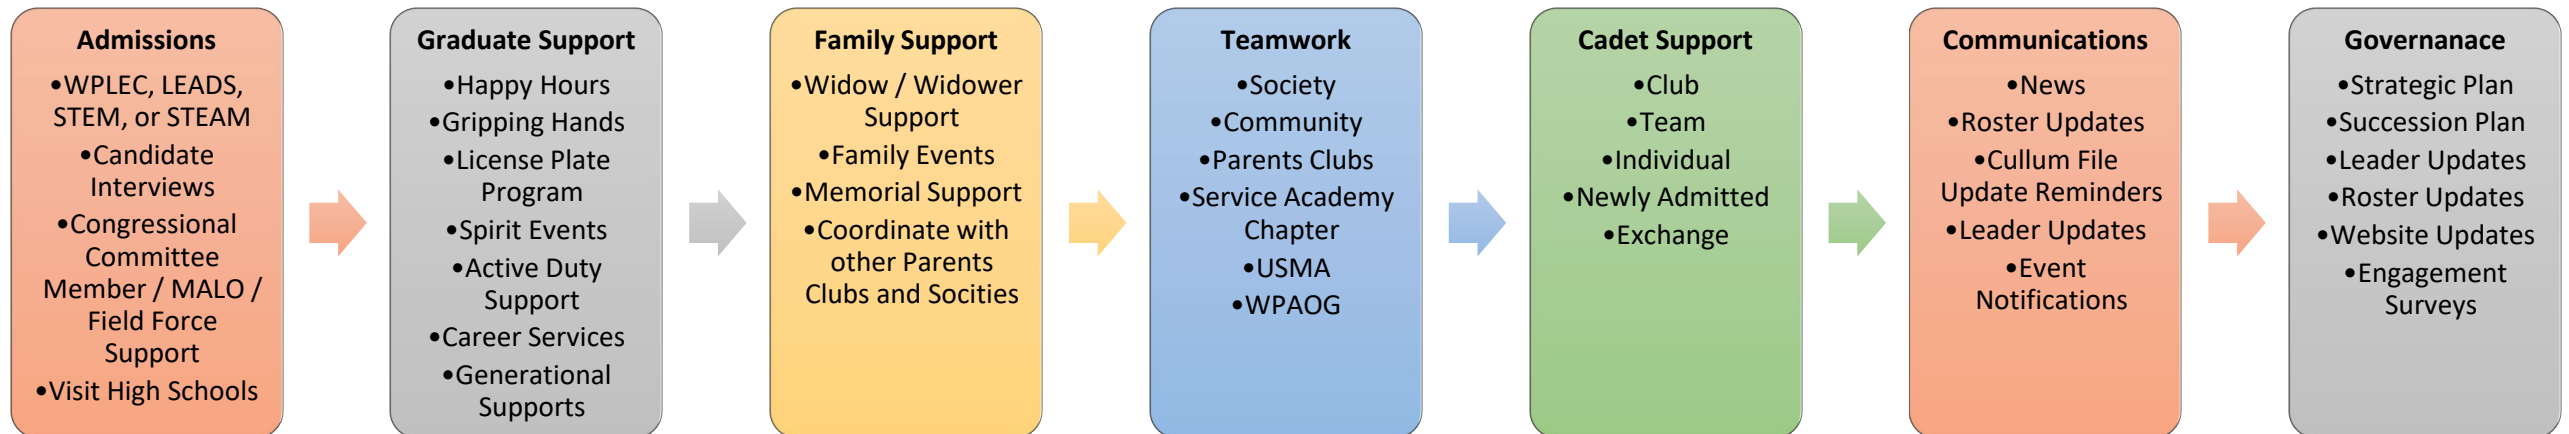 Admissions
•WPLEC, LEADS,
STEM, or STEAM
•Candidate
Interviews
•Congressional
Committee
Member / MALO /
Field Force
Support
•Visit High Schools
Graduate Support
•Happy Hours
•Gripping Hands
•License Plate
Program
•Spirit Events
•Active Duty
Support
•Career Services
•Generational
Supports
Family Support
•Widow / Widower
Support
•Family Events
•Memorial Support
•Coordinate with
other Parents
Clubs and Socities
Teamwork
•Society
•Community
•Parents Clubs
•Service Academy
Chapter
•USMA
•WPAOG
Cadet Support
•Club
•Team
•Individual
•Newly Admitted
•Exchange
Communications
•News
•Roster Updates
•Cullum File
Update Reminders
•Leader Updates
•Event
Notifications
Governanace
•Strategic Plan
•Succession Plan
•Leader Updates
•Roster Updates
•Website Updates
•Engagement
Surveys